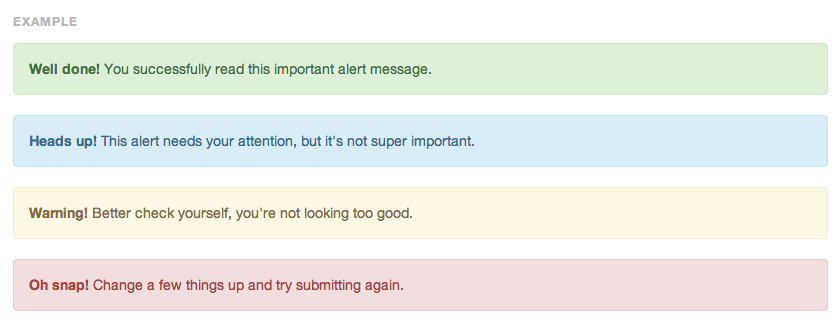 EXAMPLE
Well done! You successfully read this important alert message.
Heads up! This alert needs your attention, but it's not super important.
Warning! Better check yourself, you're not looking too good.
Oh snap! Change a few things up and try submitting again.